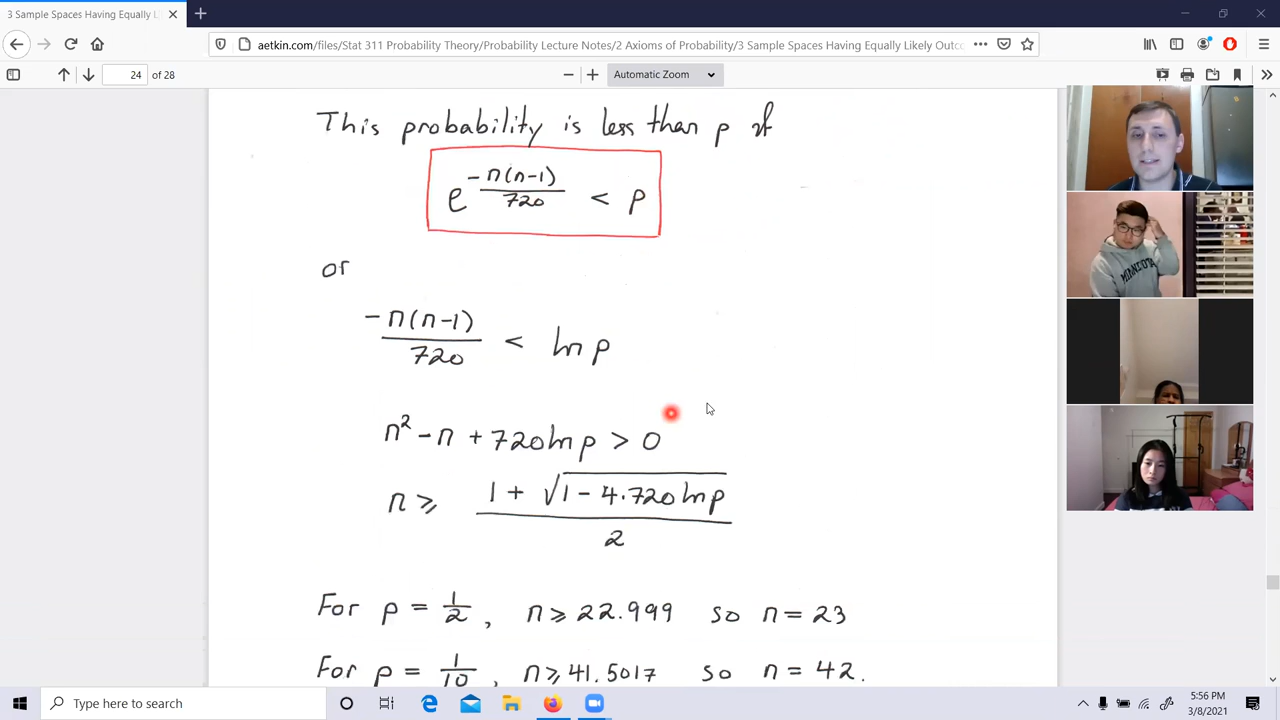 3 Sample Spaces Having Equally Li
aetkin.com/files/Stat 311 Probability Theory/Probability Lecture Notes/2 Axioms of Probability/3 Sample Spaces Having Equally Likely Outco
24 of 28
Automatic Zoom
This probability is less than p if
e^(-n(n-1)/720) < p
or
-n(n-1)/720 < ln p
n² - n + 720 ln p > 0
n ⩾ (1 + √(1 - 4.720 ln p))/2
For p = 1/2, n ⩾ 22.999 so n = 23
For p = 1/10, n ⩾ 41.5017 so n = 42.
MINNESOTA
Type here to search
5:56 PM
3/8/2021